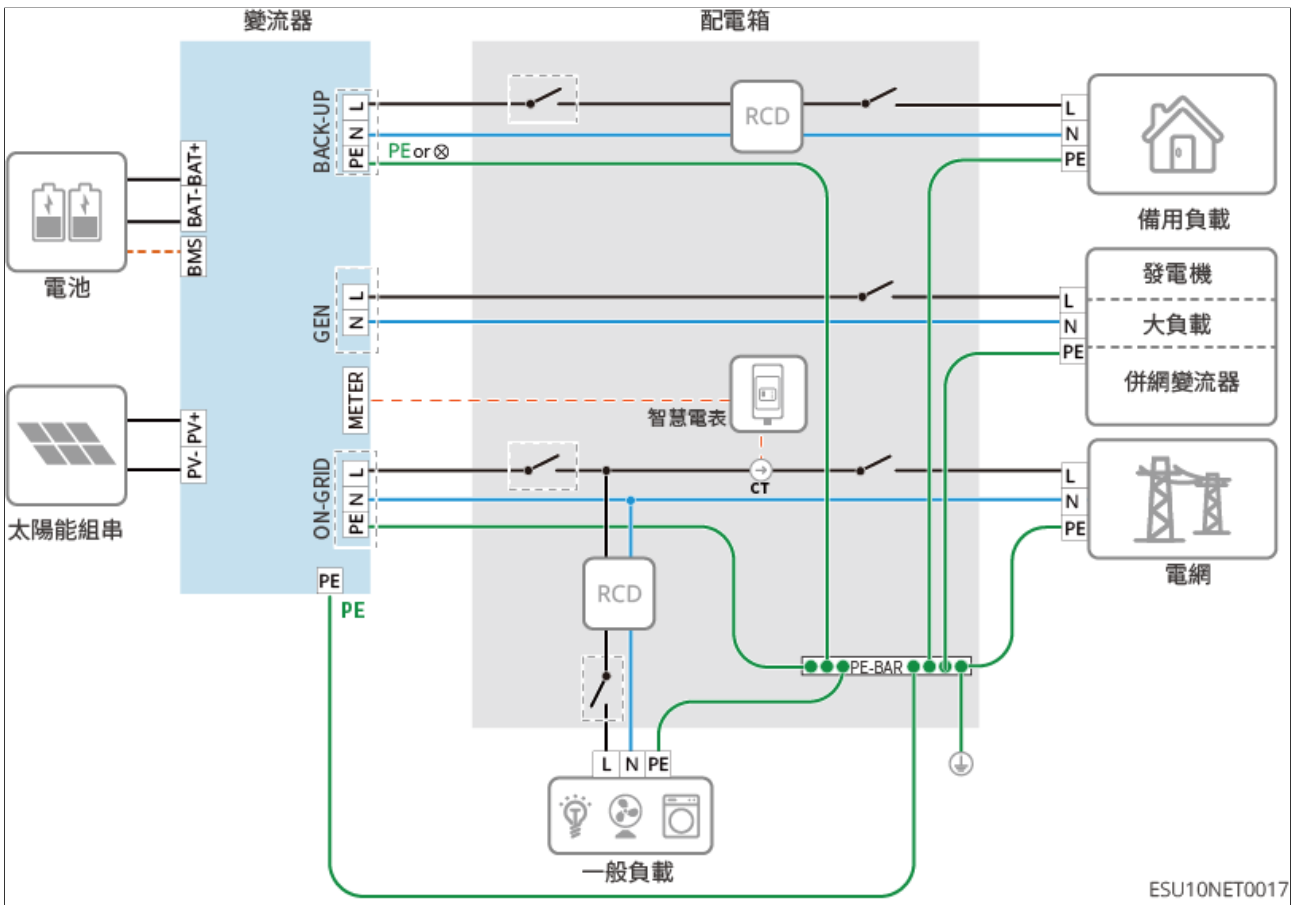 變流器
配電箱
BACK-UP
L
N
PE
PE or ⊗
RCD
L
N
PE
備用負載
BAT+
BAT-
BMS
電池
GEN
L
N
L
N
PE
發電機
大負載
併網變流器
METER
智慧電表
PV+
PV-
太陽能組串
ON-GRID
L
N
PE
CT
L
N
PE
電網
PE
PE
RCD
PE-BAR
L N PE
一般負載
ESU10NET0017